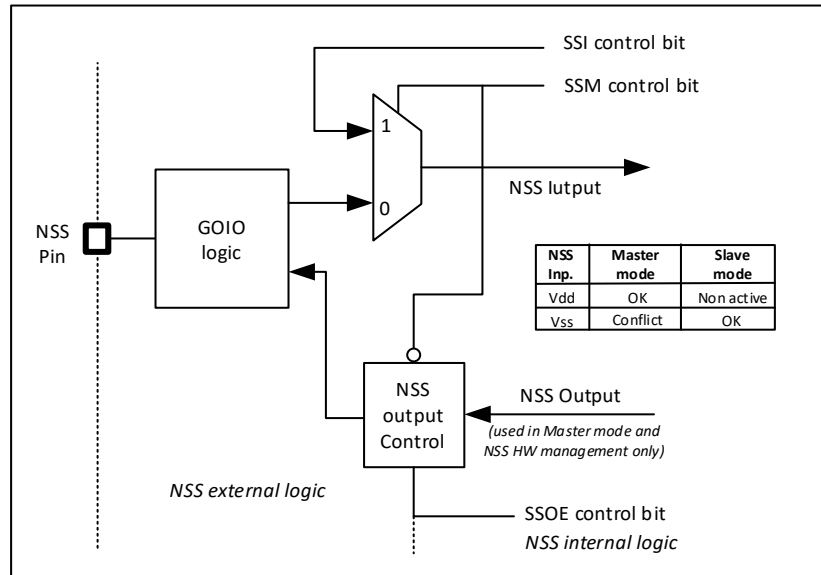 SSI control bit
SSM control bit
1
NSS Iutput
0
NSS
Pin
GOIO
logic
NSS
Inp.
Master
mode
Slave
mode
Vdd
OK
Non active
Vss
Conflict
OK
NSS
output
Control
NSS Output
(used in Master mode and
NSS HW management only)
NSS external logic
SSOE control bit
NSS internal logic